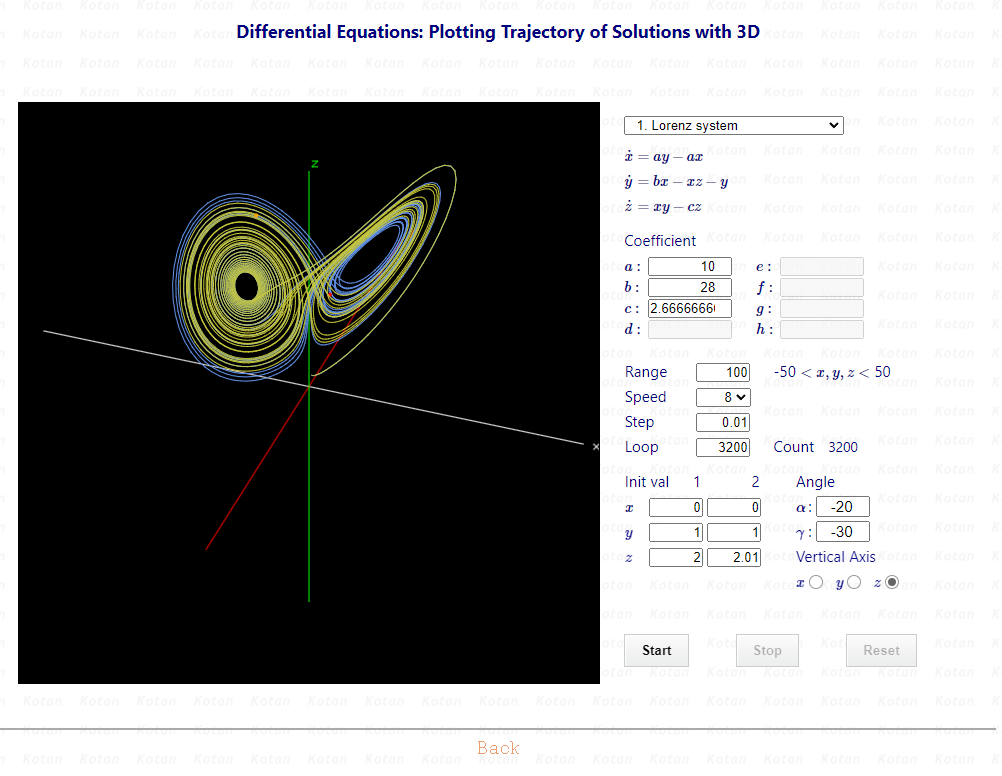 Differential Equations: Plotting Trajectory of Solutions with 3D
z
x
1. Lorenz system
ẋ = ay − ax
ẏ = bx − xz − y
ż = xy − cz
Coefficient
a : 10 e :
b : 28 f :
c : 2.6666666 g :
d : h :
Range 100 -50 < x, y, z < 50
Speed 8
Step 0.01
Loop 3200 Count 3200
Init val 1 2 Angle
x 0 0 α : -20
y 1 1 γ : -30
z 2 2.01 Vertical Axis
x y z
Start Stop Reset
Back
Kotan